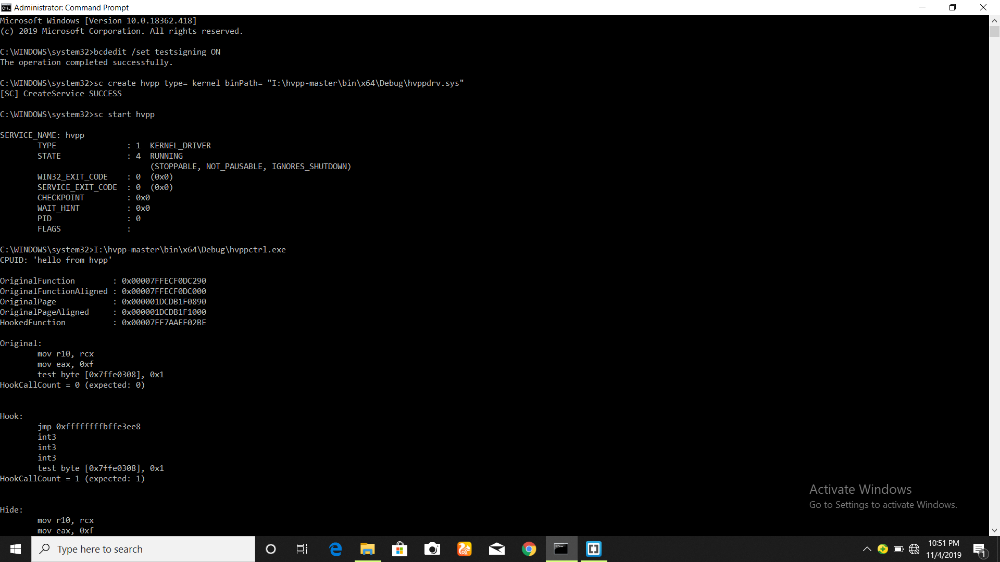 Administrator: Command Prompt
Microsoft Windows [Version 10.0.18362.418]
(c) 2019 Microsoft Corporation. All rights reserved.
C:\WINDOWS\system32>bcdedit /set testsigning ON
The operation completed successfully.
C:\WINDOWS\system32>sc create hvpp type= kernel binPath= "I:\hvpp-master\bin\x64\Debug\hvppdrv.sys"
[SC] CreateService SUCCESS
C:\WINDOWS\system32>sc start hvpp
SERVICE_NAME: hvpp
TYPE : 1 KERNEL_DRIVER
STATE : 4 RUNNING
(STOPPABLE, NOT_PAUSABLE, IGNORES_SHUTDOWN)
WIN32_EXIT_CODE : 0 (0x0)
SERVICE_EXIT_CODE : 0 (0x0)
CHECKPOINT : 0x0
WAIT_HINT : 0x0
PID : 0
FLAGS :
C:\WINDOWS\system32>I:\hvpp-master\bin\x64\Debug\hvppctrl.exe
CPUID: 'hello from hvpp'
OriginalFunction : 0x00007FFECF0DC290
OriginalFunctionAligned : 0x00007FFECF0DC000
OriginalPage : 0x000001DCDB1F0890
OriginalPageAligned : 0x000001DCDB1F1000
HookedFunction : 0x00007FF7AAEF02BE
Original:
mov r10, rcx
mov eax, 0xf
test byte [0x7ffe0308], 0x1
HookCallCount = 0 (expected: 0)
Hook:
jmp 0xffffffffbffe3ee8
int3
int3
int3
test byte [0x7ffe0308], 0x1
HookCallCount = 1 (expected: 1)
Hide:
mov r10, rcx
mov eax, 0xf
Activate Windows
Go to Settings to activate Windows.
Type here to search
10:51 PM
11/4/2019
1